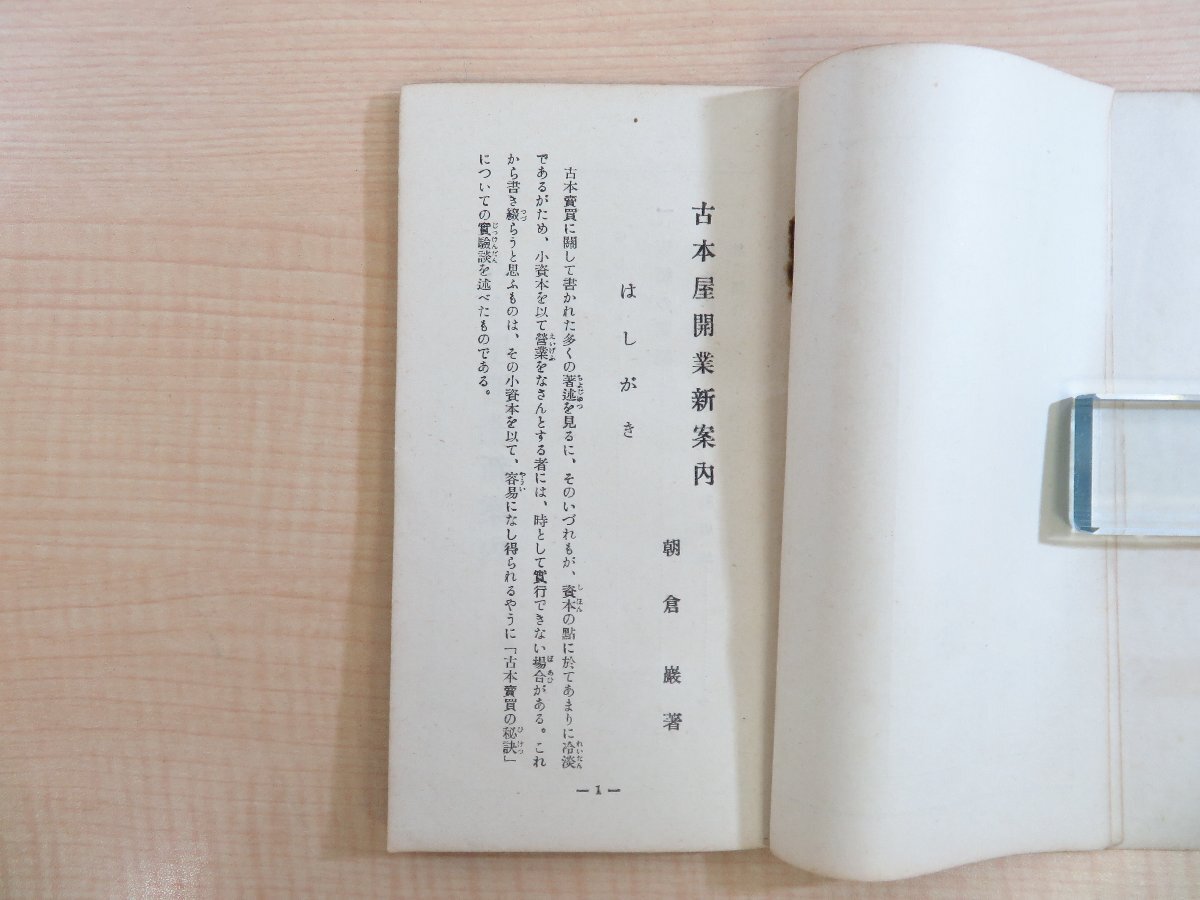 古本屋開業新案内
朝倉巖著
はしがき
古本賣買に關して書かれた多くの著述を見るに、そのいづれもが、資本の點に於てあまりに冷淡
であるがため、小資本を以て營業をなさんとする者には、時として實行できない場合がある。これ
から書き綴らうと思ふものは、その小資本を以て、容易になし得られるやうに「古本賣買の秘訣」
についての實驗談を述べたものである。
— 1 —